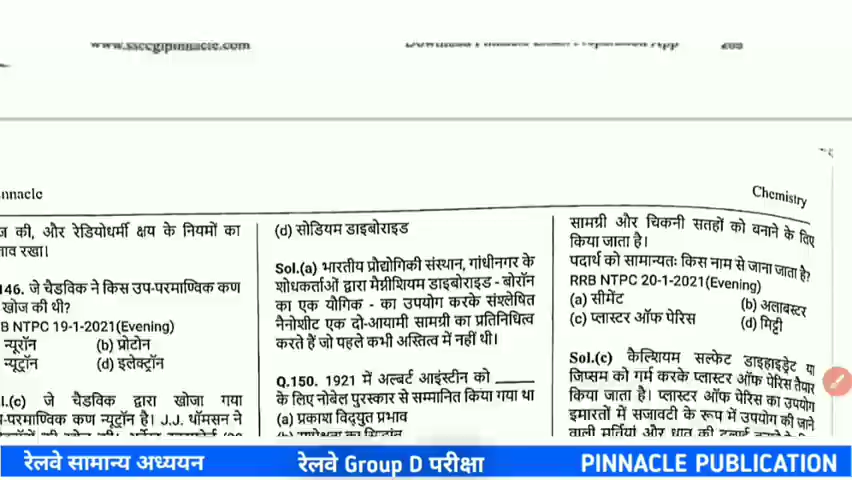 www.ssccglpinnacle.com
nnacle
Chemistry
ज की, और रेडियोधर्मी क्षय के नियमों का
ाव रखा।
146. जे चैडविक ने किस उप-परमाण्विक कण
खोज की थी?
B NTPC 19-1-2021(Evening)
न्यूरॉन (b) प्रोटोन
न्यूट्रॉन (d) इलेक्ट्रॉन
l.(c) जे चैडविक द्वारा खोजा गया
-परमाण्विक कण न्यूट्रॉन है। J.J. थॉमसन ने
(d) सोडियम डाइबोराइड
Sol.(a) भारतीय प्रौद्योगिकी संस्थान, गांधीनगर के
शोधकर्ताओं द्वारा मैग्नीशियम डाइबोराइड - बोरॉन
का एक यौगिक - का उपयोग करके संश्लेषित
नैनोशीट एक दो-आयामी सामग्री का प्रतिनिधित्व
करते हैं जो पहले कभी अस्तित्व में नहीं थी।
Q.150. 1921 में अल्बर्ट आइंस्टीन को _____
के लिए नोबेल पुरस्कार से सम्मानित किया गया था
(a) प्रकाश विद्युत प्रभाव
सामग्री और चिकनी सतहों को बनाने के लिए
किया जाता है।
पदार्थ को सामान्यतः किस नाम से जाना जाता है?
RRB NTPC 20-1-2021(Evening)
(a) सीमेंट (b) अलाबस्टर
(c) प्लास्टर ऑफ पेरिस (d) मिट्टी
Sol.(c) कैल्शियम सल्फेट डाइहाइड्रेट या
जिप्सम को गर्म करके प्लास्टर ऑफ पेरिस तैयार
किया जाता है। प्लास्टर ऑफ पेरिस का उपयोग
इमारतों में सजावटी के रूप में उपयोग की जाने
रेलवे सामान्य अध्ययन
रेलवे Group D परीक्षा
PINNACLE PUBLICATION